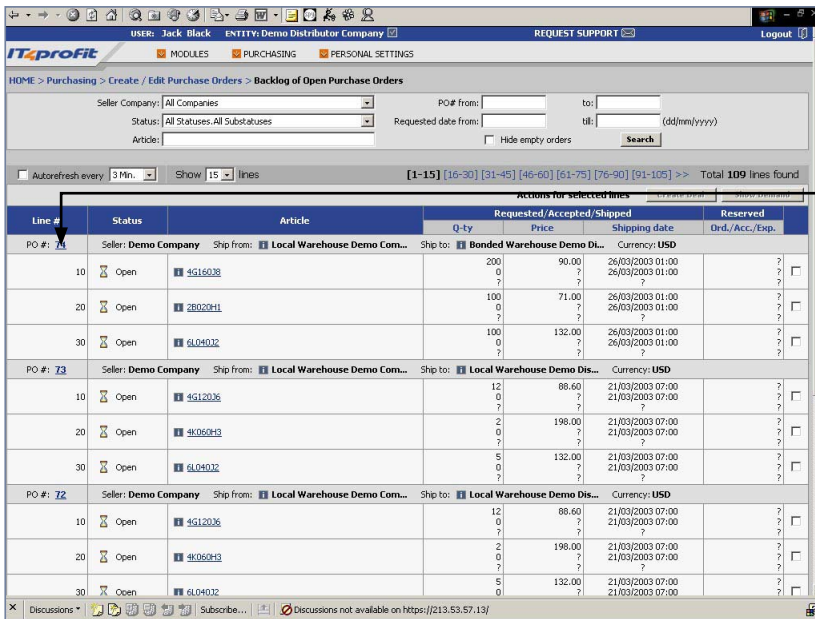 USER: Jack Black ENTITY: Demo Distributor Company REQUEST SUPPORT Logout
IT4profit MODULES PURCHASING PERSONAL SETTINGS
HOME > Purchasing > Create / Edit Purchase Orders > Backlog of Open Purchase Orders
Seller Company: All Companies PO# from: to:
Status: All Statuses.All Substatuses Requested date from: till: (dd/mm/yyyy)
Article: Hide empty orders Search
Autorefresh every 3 Min. Show 15 lines [1-15] [16-30] [31-45] [46-60] [61-75] [76-90] [91-105] >> Total 109 lines found
Actions for selected lines Create Deal Show Demand
Line # Status Article Requested/Accepted/Shipped Reserved
Q-ty Price Shipping date Ord./Acc./Exp.
PO #: 74 Seller: Demo Company Ship from: Local Warehouse Demo Com... Ship to: Bonded Warehouse Demo Di... Currency: USD
200 90.00 26/03/2003 01:00 ?
10 Open 4G160J8 0 ? 26/03/2003 01:00 ?
? ? ? ?
100 71.00 26/03/2003 01:00 ?
20 Open 2B020H1 0 ? 26/03/2003 01:00 ?
? ? ? ?
100 132.00 26/03/2003 01:00 ?
30 Open 6L040J2 0 ? 26/03/2003 01:00 ?
? ? ? ?
PO #: 73 Seller: Demo Company Ship from: Local Warehouse Demo Com... Ship to: Local Warehouse Demo Dis... Currency: USD
12 88.60 21/03/2003 07:00 ?
10 Open 4G120J6 0 ? 21/03/2003 07:00 ?
? ? ? ?
2 198.00 21/03/2003 07:00 ?
20 Open 4K060H3 0 ? 21/03/2003 07:00 ?
? ? ? ?
5 132.00 21/03/2003 07:00 ?
30 Open 6L040J2 0 ? 21/03/2003 07:00 ?
? ? ? ?
PO #: 72 Seller: Demo Company Ship from: Local Warehouse Demo Com... Ship to: Local Warehouse Demo Dis... Currency: USD
12 88.60 21/03/2003 07:00 ?
10 Open 4G120J6 0 ? 21/03/2003 07:00 ?
? ? ? ?
2 198.00 21/03/2003 07:00 ?
20 Open 4K060H3 0 ? 21/03/2003 07:00 ?
? ? ? ?
5 132.00 21/03/2003 07:00 ?
30 Open 6L040J2 0 ? 21/03/2003 07:00 ?
Discussions Subscribe... Discussions not available on https://213.53.57.13/